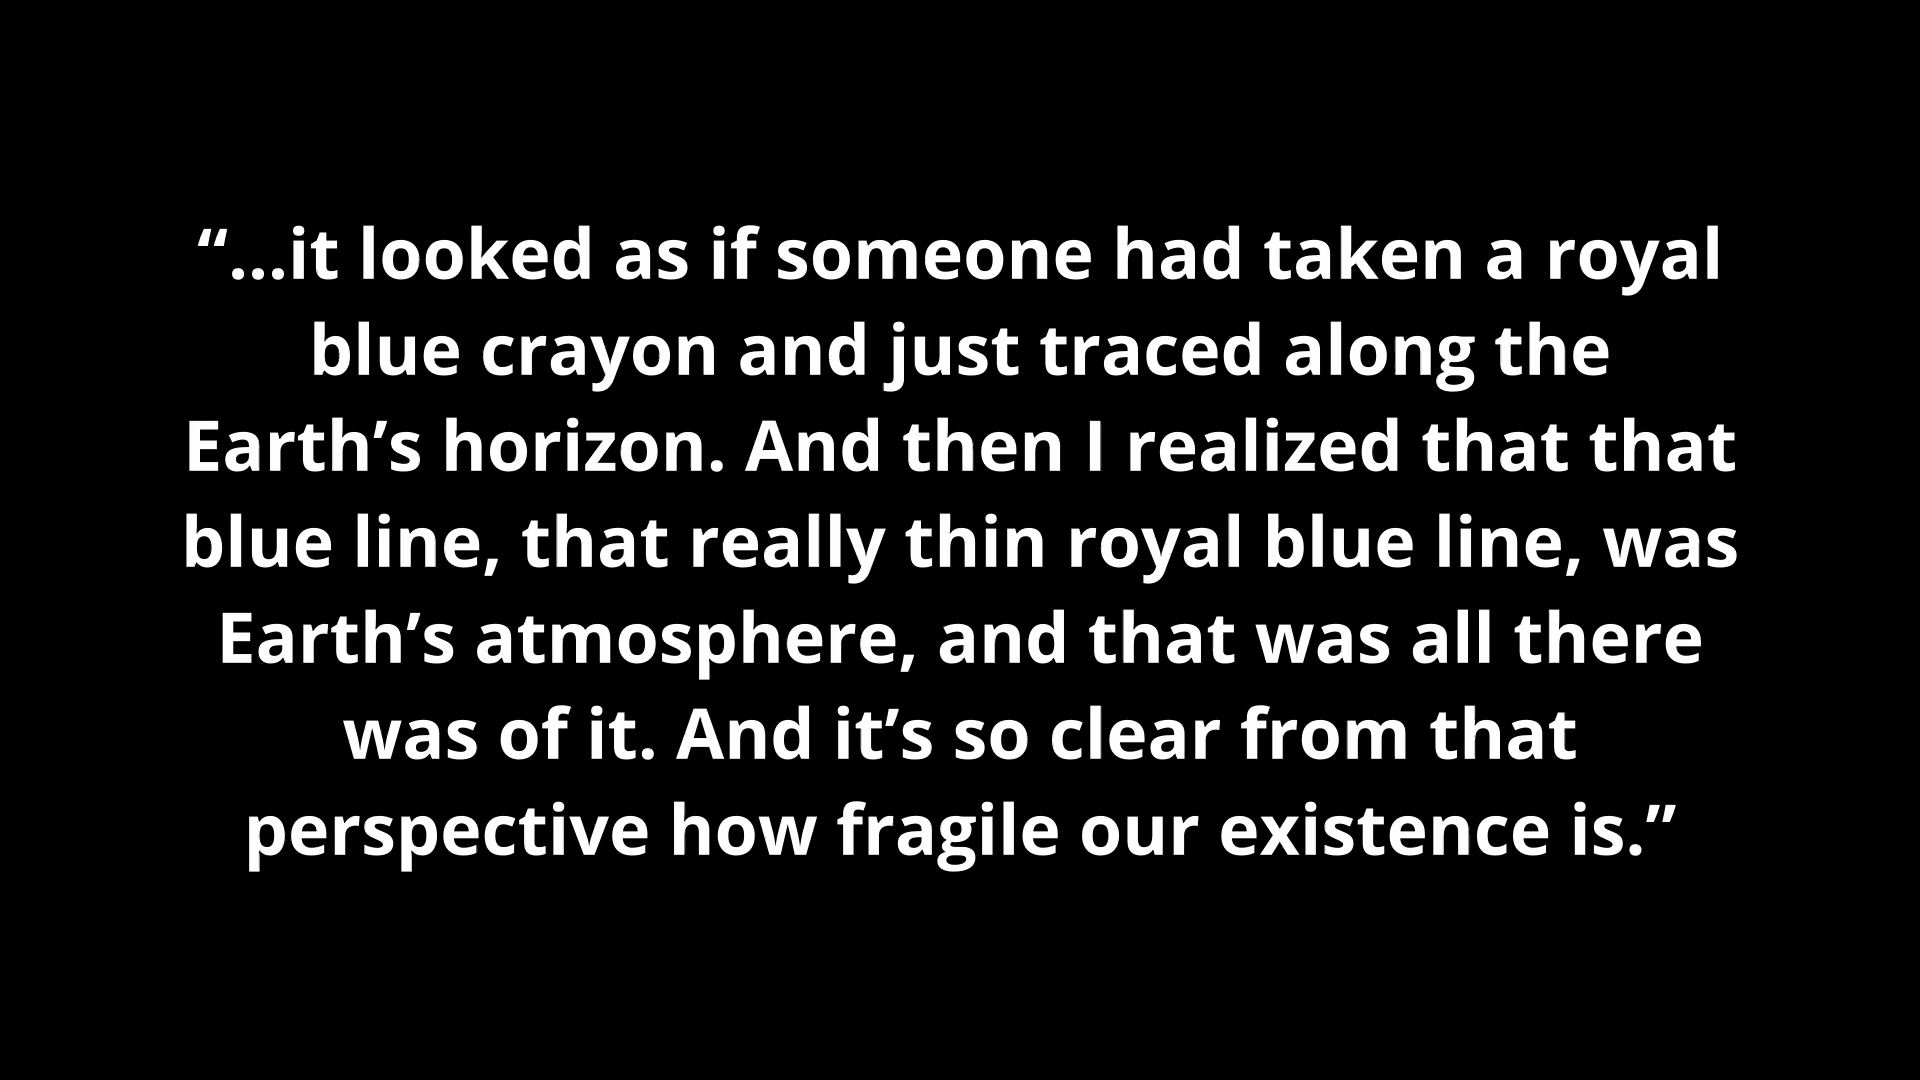 “...it looked as if someone had taken a royal
blue crayon and just traced along the
Earth’s horizon. And then I realized that that
blue line, that really thin royal blue line, was
Earth’s atmosphere, and that was all there
was of it. And it’s so clear from that
perspective how fragile our existence is.”